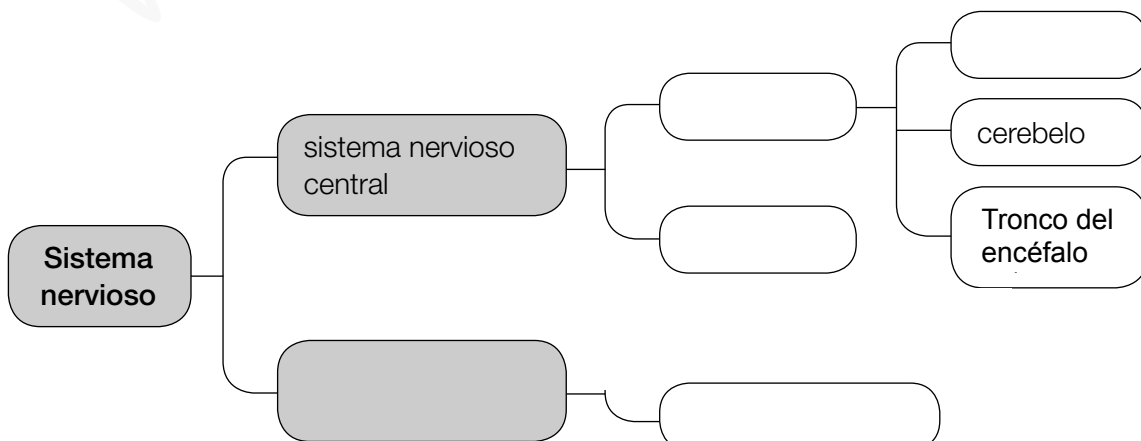 sistema nervioso
central
cerebelo
Tronco del
encéfalo
Sistema
nervioso